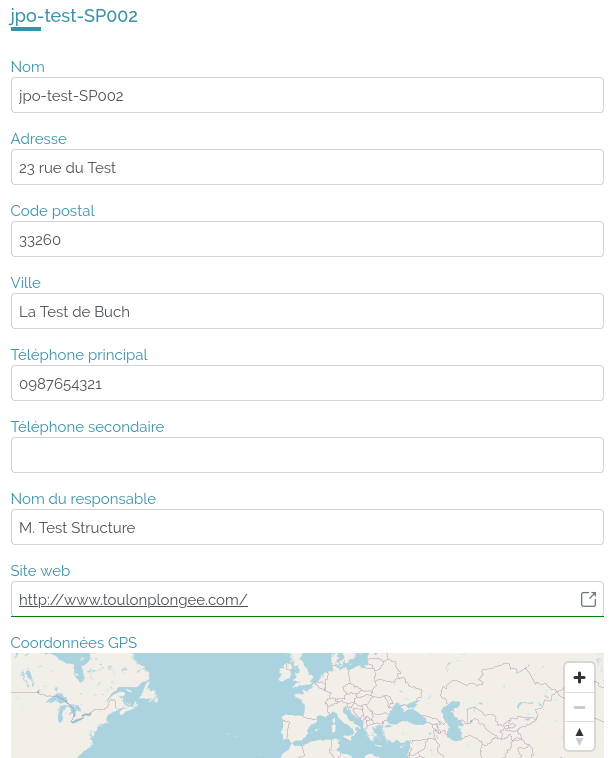 jpo-test-SP002
Nom
jpo-test-SP002
Adresse
23 rue du Test
Code postal
33260
Ville
La Test de Buch
Téléphone principal
0987654321
Téléphone secondaire
Nom du responsable
M. Test Structure
Site web
http://www.toulonplongee.com/
Coordonnées GPS